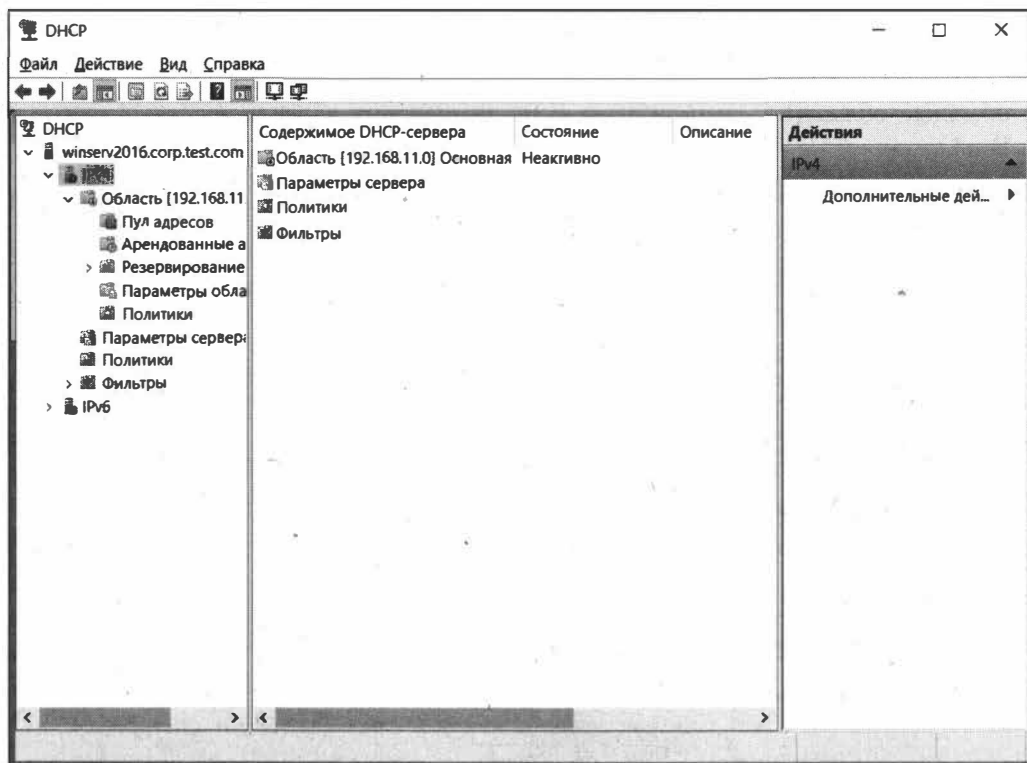 DHCP
Файл Действие Вид Справка
DHCP
winserv2016.corp.test.com
Область [192.168.11
Пул адресов
Арендованные а
Резервирование
Параметры обла
Политики
Параметры сервера
Политики
Фильтры
IPv6
Содержимое DHCP-сервера Состояние Описание
Область [192.168.11.0] Основная Неактивно
Параметры сервера
Политики
Фильтры
Действия
IPv4
Дополнительные дей...